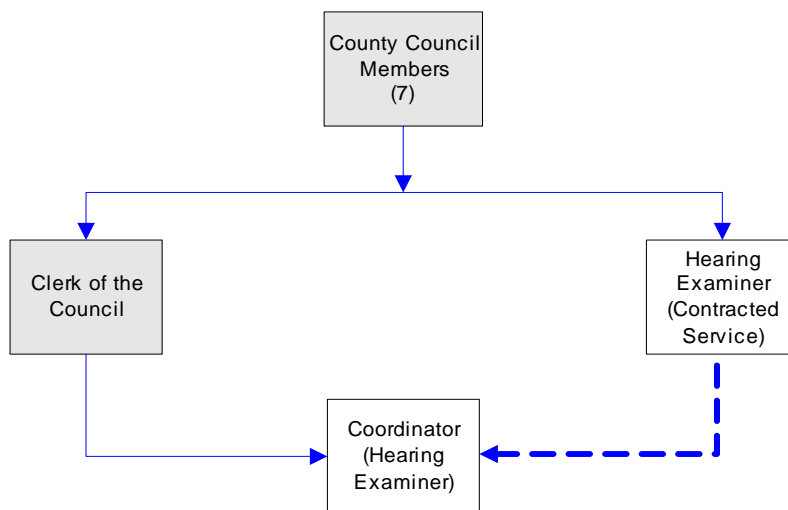 County Council
Members
(7)
Clerk of the
Council
Hearing
Examiner
(Contracted
Service)
Coordinator
(Hearing
Examiner)